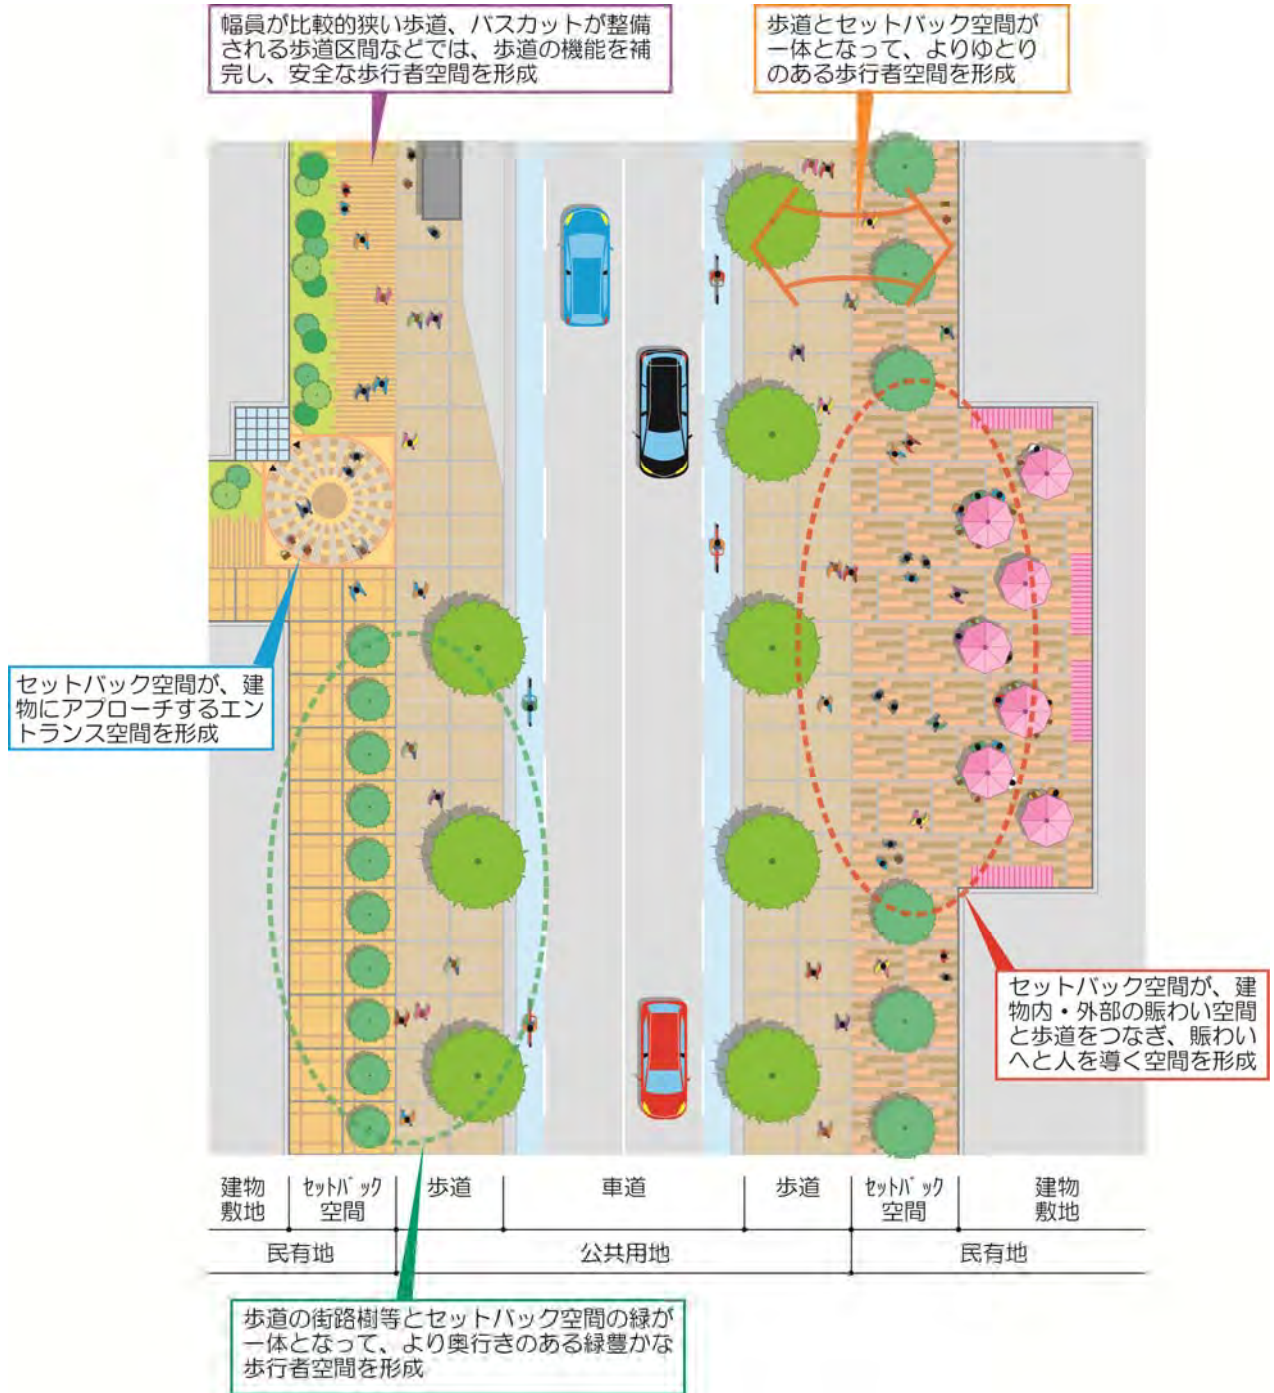 幅員が比較的狭い歩道、バスカットが整備
される歩道区間などでは、歩道の機能を補
完し、安全な歩行者空間を形成
歩道とセットバック空間が
一体となって、よりゆとり
のある歩行者空間を形成
セットバック空間が、建
物にアプローチするエン
トランス空間を形成
セットバック空間が、建
物内・外部の賑わい空間
と歩道をつなぎ、賑わい
へと人を導く空間を形成
建物
敷地
セットバック
空間
歩道
車道
歩道
セットバック
空間
建物
敷地
民有地
公共用地
民有地
歩道の街路樹等とセットバック空間の緑が
一体となって、より奥行きのある緑豊かな
歩行者空間を形成